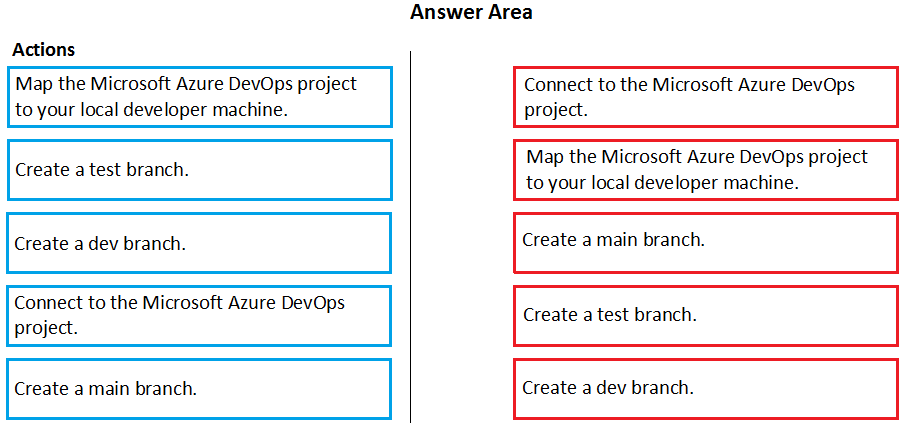 Answer Area
Actions
Map the Microsoft Azure DevOps project
to your local developer machine.
Create a test branch.
Create a dev branch.
Connect to the Microsoft Azure DevOps
project.
Create a main branch.
Connect to the Microsoft Azure DevOps
project.
Map the Microsoft Azure DevOps project
to your local developer machine.
Create a main branch.
Create a test branch.
Create a dev branch.